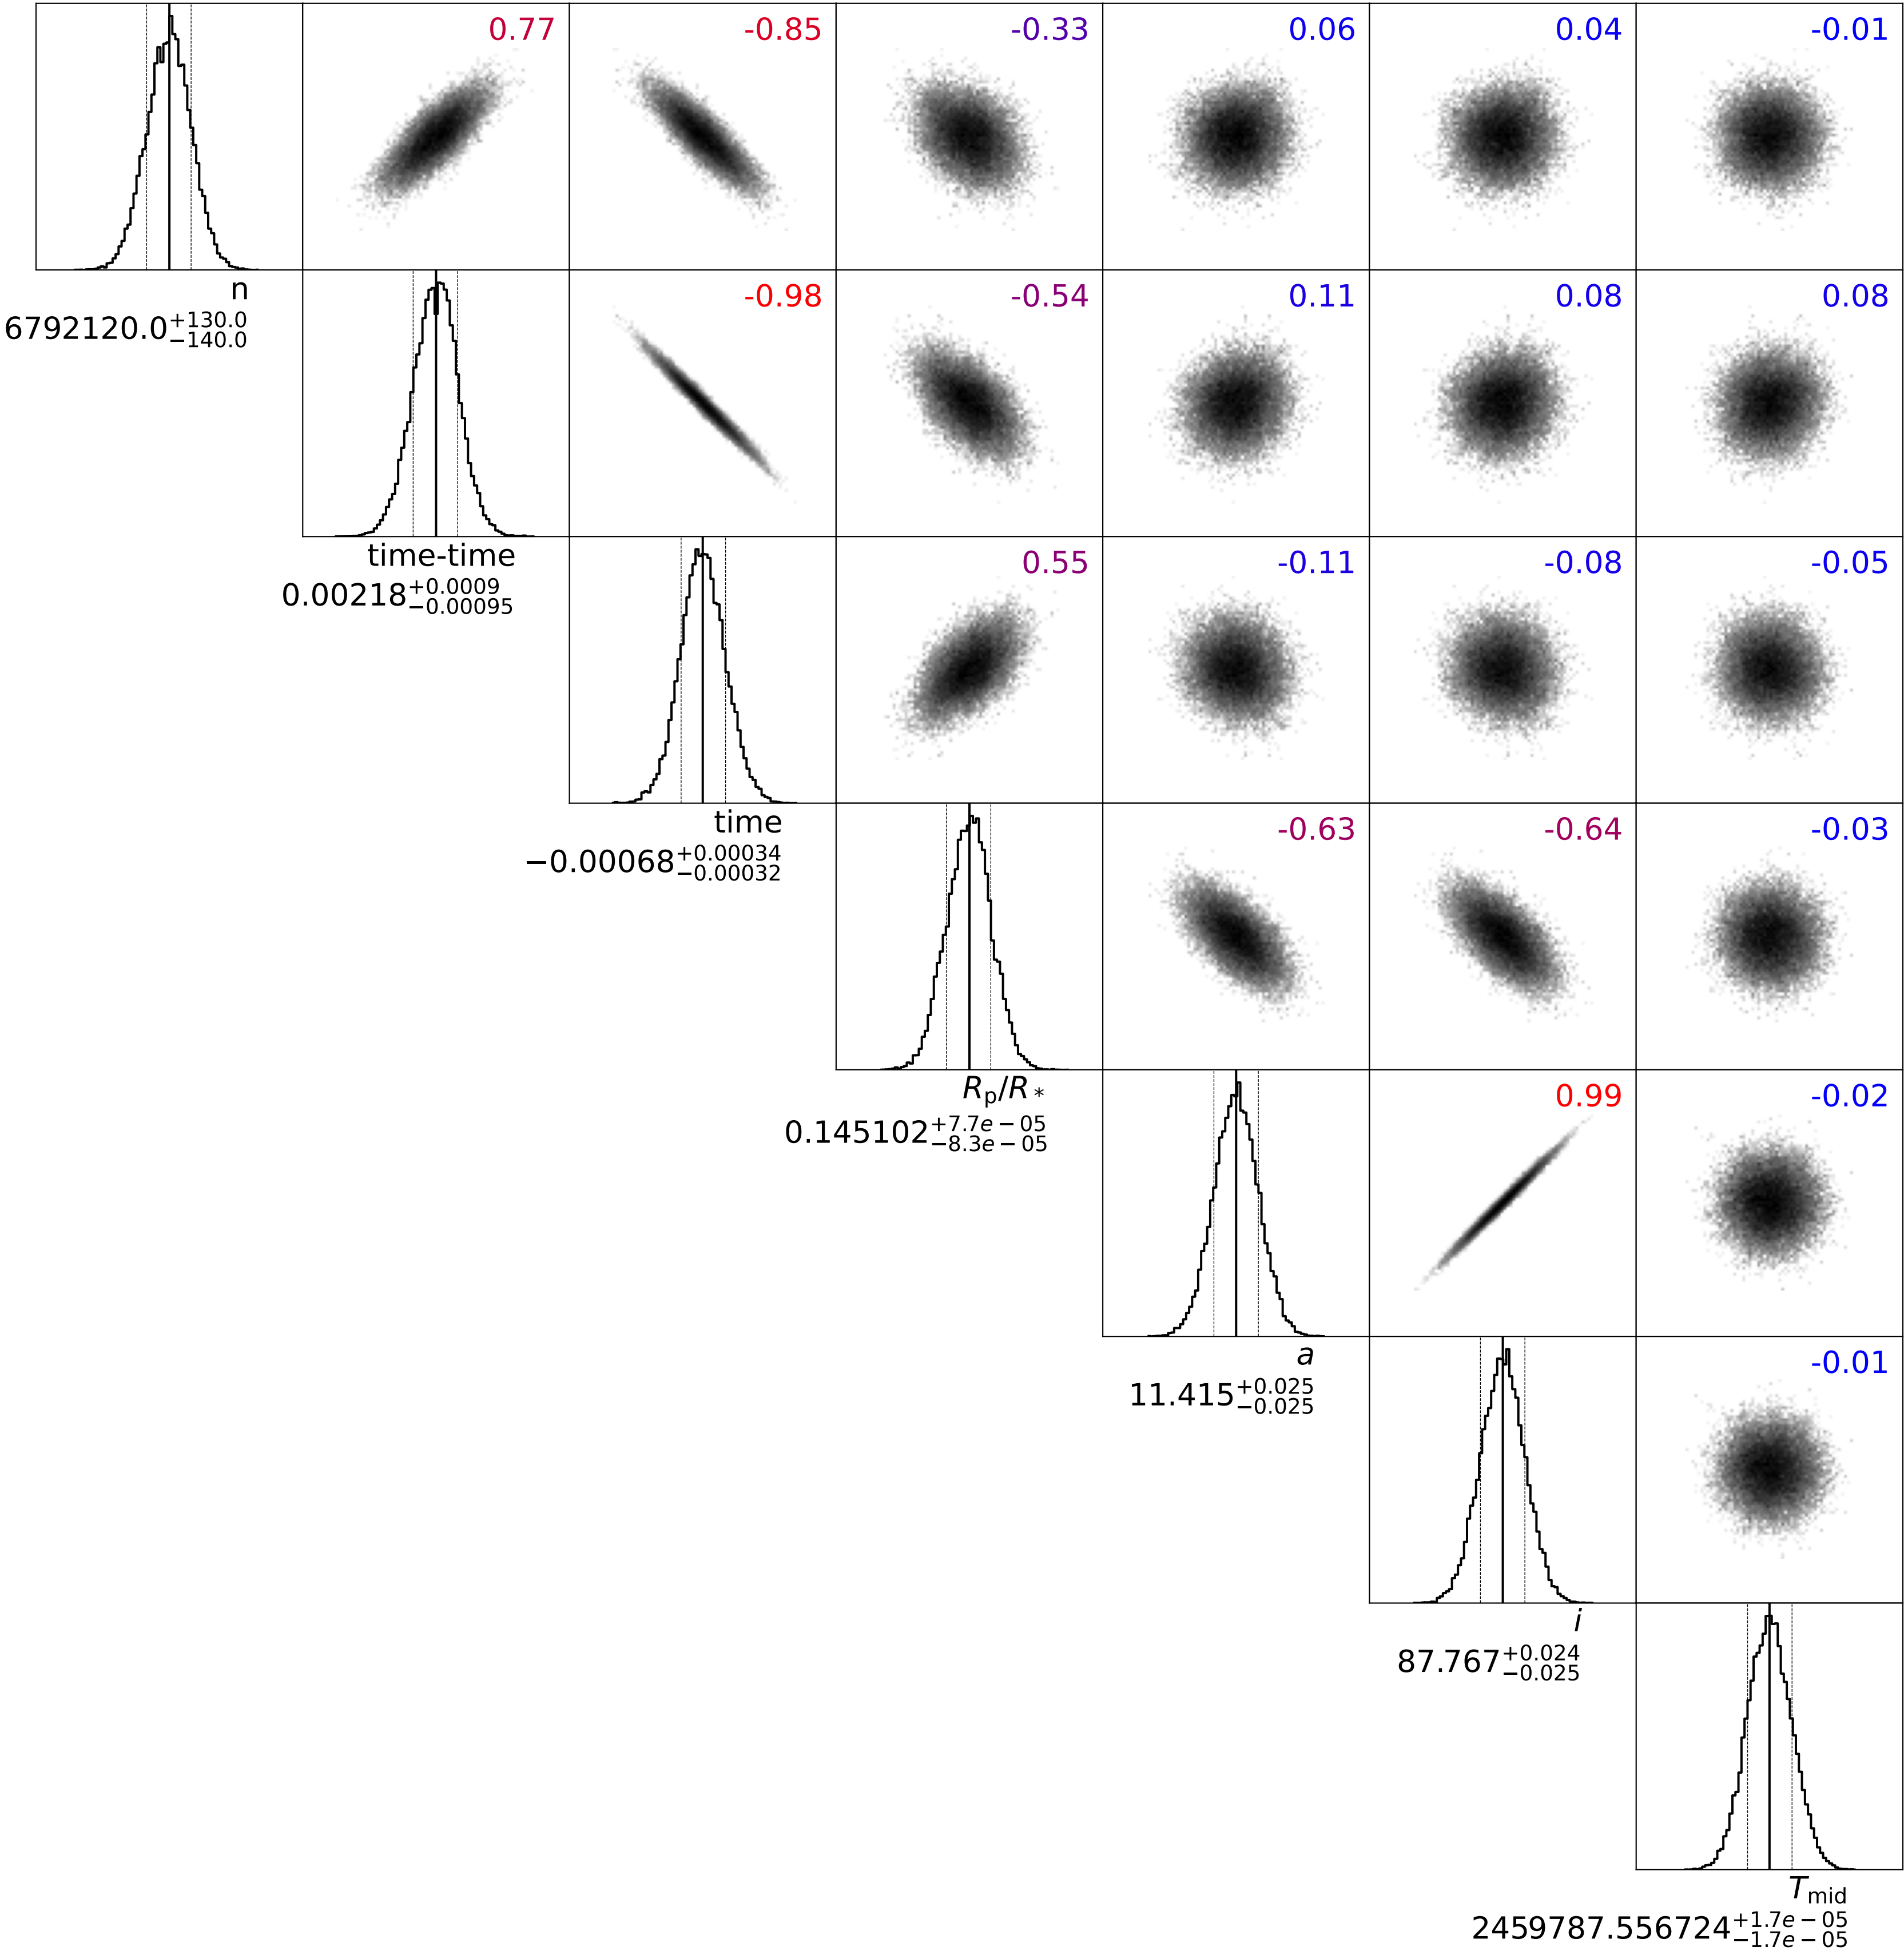 0.77 -0.85 -0.33 0.06 0.04 -0.01
n
6792120.0 +130.0 −140.0
-0.98 -0.54 0.11 0.08 0.08
time-time
0.00218 +0.0009 −0.00095
0.55 -0.11 -0.08 -0.05
time
−0.00068 +0.00034 −0.00032
-0.63 -0.64 -0.03
Rp/R*
0.145102 +7.7e−05 −8.3e−05
0.99 -0.02
a
11.415 +0.025 −0.025
-0.01
i
87.767 +0.024 −0.025
Tmid
2459787.556724 +1.7e−05 −1.7e−05